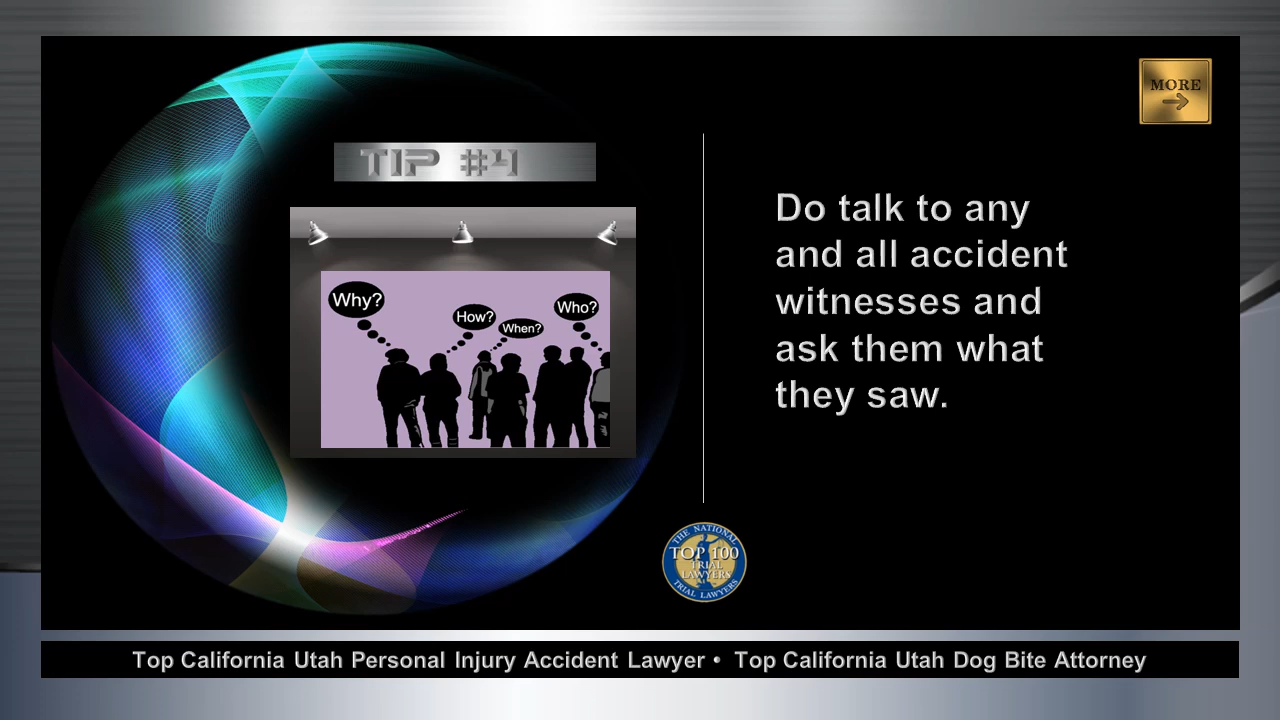 MORE
TIP #4
Do talk to any
and all accident
witnesses and
ask them what
they saw.
Why?
How?
When?
Who?
THE NATIONAL
TOP 100
TRIAL
LAWYERS
TRIAL LAWYERS
Top California Utah Personal Injury Accident Lawyer • Top California Utah Dog Bite Attorney